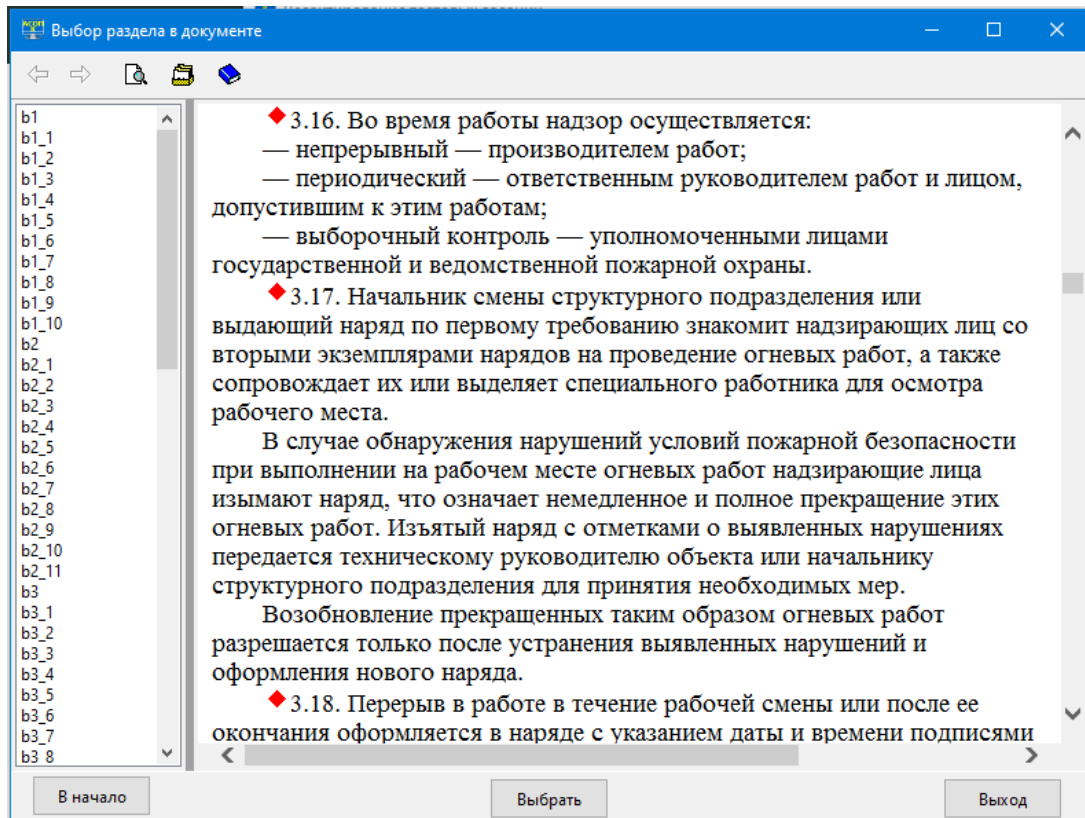 Выбор раздела в документе
b1
b1_1
b1_2
b1_3
b1_4
b1_5
b1_6
b1_7
b1_8
b1_9
b1_10
b2
b2_1
b2_2
b2_3
b2_4
b2_5
b2_6
b2_7
b2_8
b2_9
b2_10
b2_11
b3
b3_1
b3_2
b3_3
b3_4
b3_5
b3_6
b3_7
b3_8
3.16. Во время работы надзор осуществляется:
— непрерывный — производителем работ;
— периодический — ответственным руководителем работ и лицом,
допустившим к этим работам;
— выборочный контроль — уполномоченными лицами
государственной и ведомственной пожарной охраны.
3.17. Начальник смены структурного подразделения или
выдающий наряд по первому требованию знакомит надзирающих лиц со
вторыми экземплярами нарядов на проведение огневых работ, а также
сопровождает их или выделяет специального работника для осмотра
рабочего места.
В случае обнаружения нарушений условий пожарной безопасности
при выполнении на рабочем месте огневых работ надзирающие лица
изымают наряд, что означает немедленное и полное прекращение этих
огневых работ. Изъятый наряд с отметками о выявленных нарушениях
передается техническому руководителю объекта или начальнику
структурного подразделения для принятия необходимых мер.
Возобновление прекращенных таким образом огневых работ
разрешается только после устранения выявленных нарушений и
оформления нового наряда.
3.18. Перерыв в работе в течение рабочей смены или после ее
окончания оформляется в наряде с указанием даты и времени подписями
В начало
Выбрать
Выход